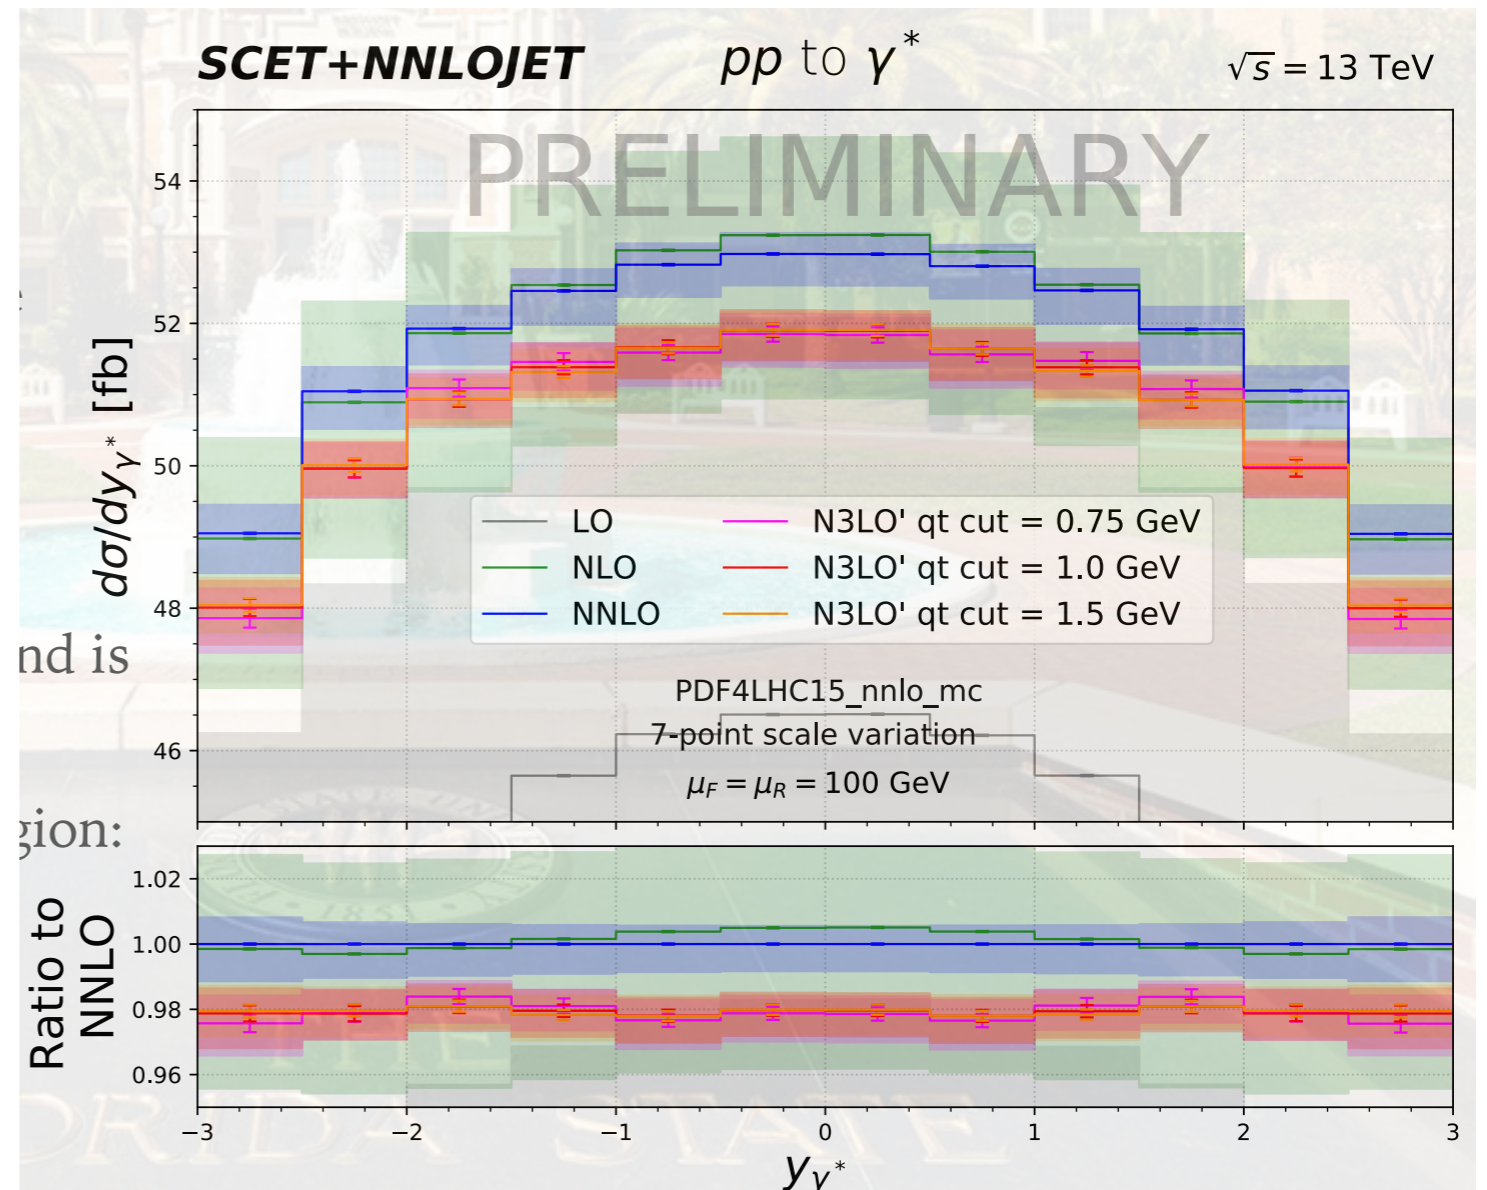 SCET+NNLOJET pp to γ* √s = 13 TeV
PRELIMINARY
54
52
50
48
46
dσ/dyγ* [fb]
LO
NLO
NNLO
N3LO' qt cut = 0.75 GeV
N3LO' qt cut = 1.0 GeV
N3LO' qt cut = 1.5 GeV
PDF4LHC15_nnlo_mc
7-point scale variation
μF = μR = 100 GeV
nd is
gion:
1.02
1.00
0.98
0.96
Ratio to
NNLO
−3 −2 −1 0 1 2 3
yγ*
1851
STATE